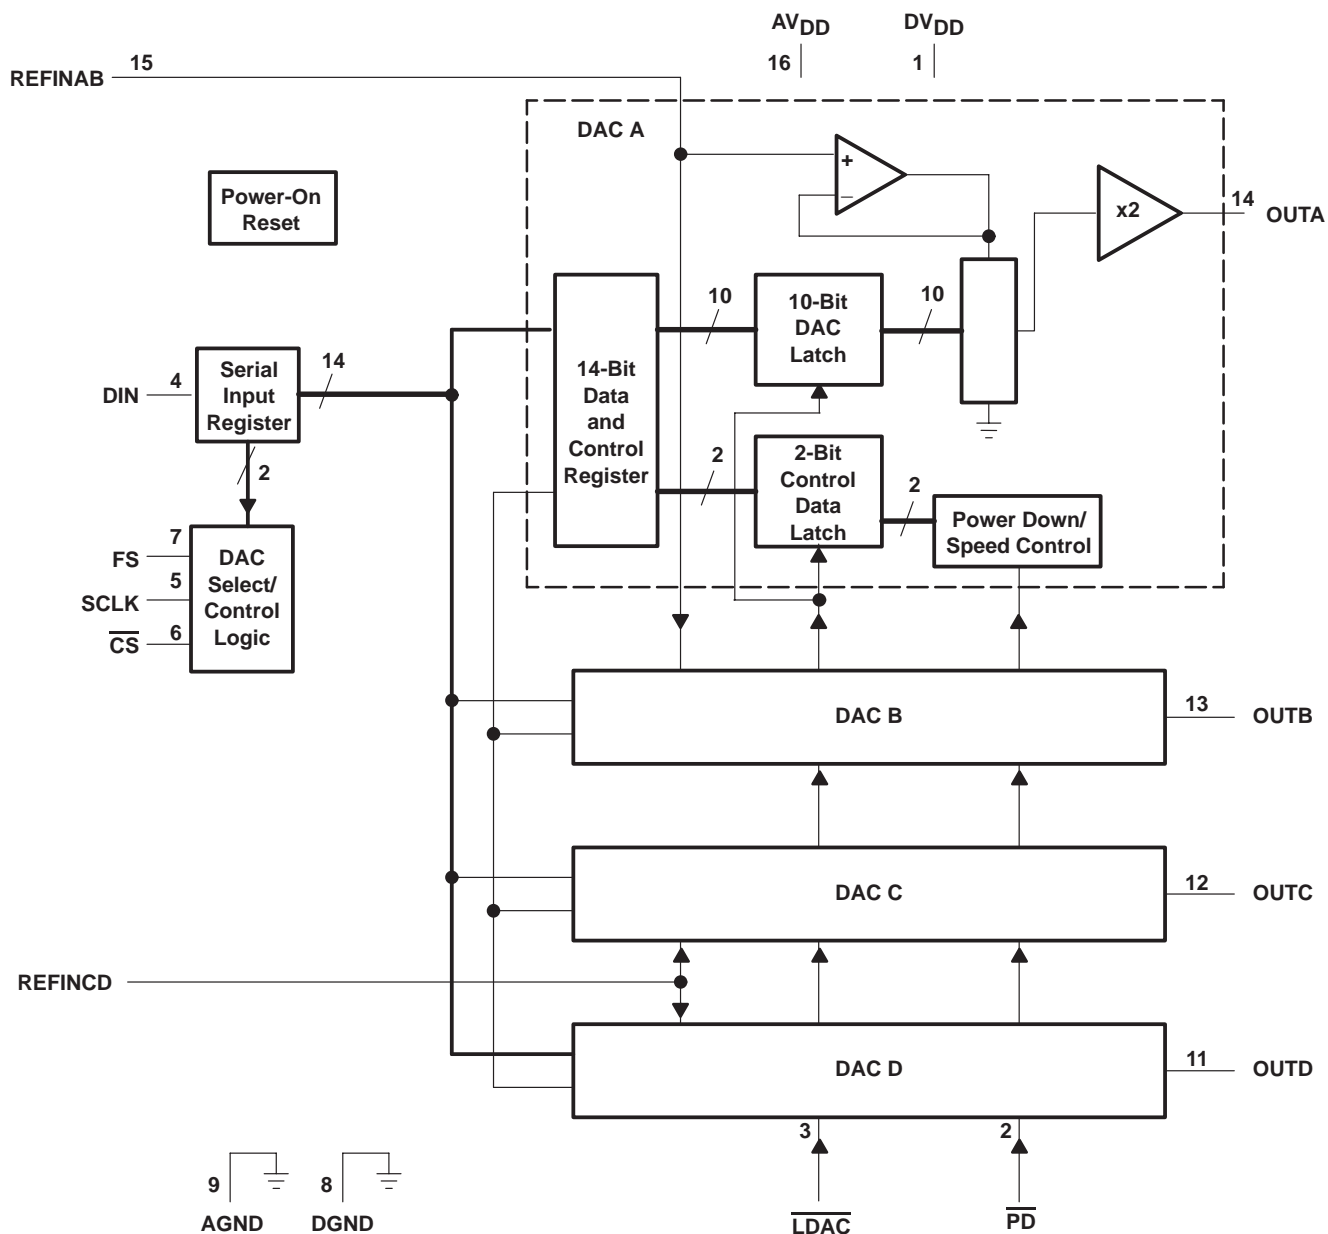 AVDD
DVDD
16
1
REFINAB
15
DAC A
+
–
x2
14
OUTA
Power-On
Reset
10
10-Bit
DAC
Latch
10
14-Bit
Data
and
Control
Register
DIN
4
Serial
Input
Register
14
2
2
2-Bit
Control
Data
Latch
2
Power Down/
Speed Control
FS
7
SCLK
5
CS
6
DAC
Select/
Control
Logic
DAC B
13
OUTB
DAC C
12
OUTC
REFINCD
DAC D
11
OUTD
3
2
9
8
AGND
DGND
LDAC
PD